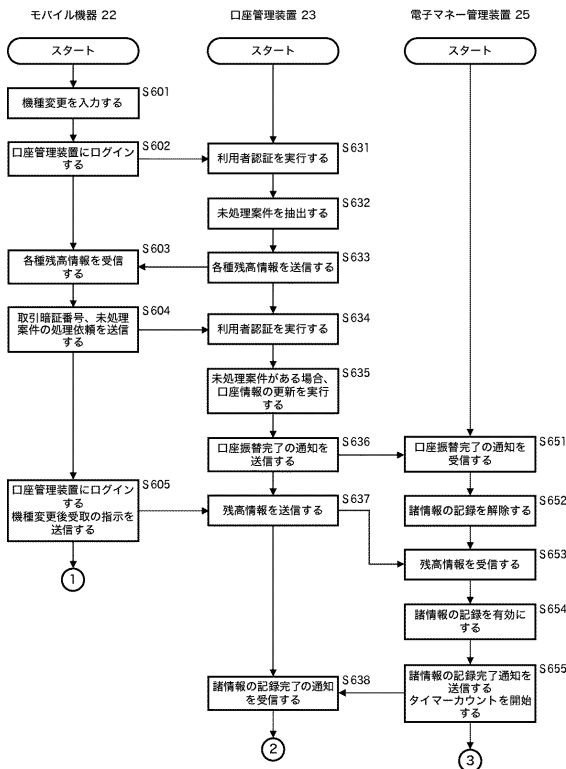 モバイル機器 22
口座管理装置 23
電子マネー管理装置 25
スタート
スタート
スタート
S601
機種変更を入力する
S602
口座管理装置にログイン
する
S631
利用者認証を実行する
S632
未処理案件を抽出する
S603
各種残高情報を受信
する
S633
各種残高情報を送信する
S604
取引暗証番号、未処理
案件の処理依頼を送信
する
S634
利用者認証を実行する
S635
未処理案件がある場合、
口座情報の更新を実行
する
S636
口座振替完了の通知を
送信する
S651
口座振替完了の通知を
受信する
S605
口座管理装置にログイン
する
機種変更後受取の指示を
送信する
S637
残高情報を送信する
S652
諸情報の記録を解除する
S653
残高情報を受信する
1
S654
諸情報の記録を有効に
する
S638
諸情報の記録完了の通知
を受信する
S655
諸情報の記録完了通知を
送信する
タイマーカウントを開始
する
2
3